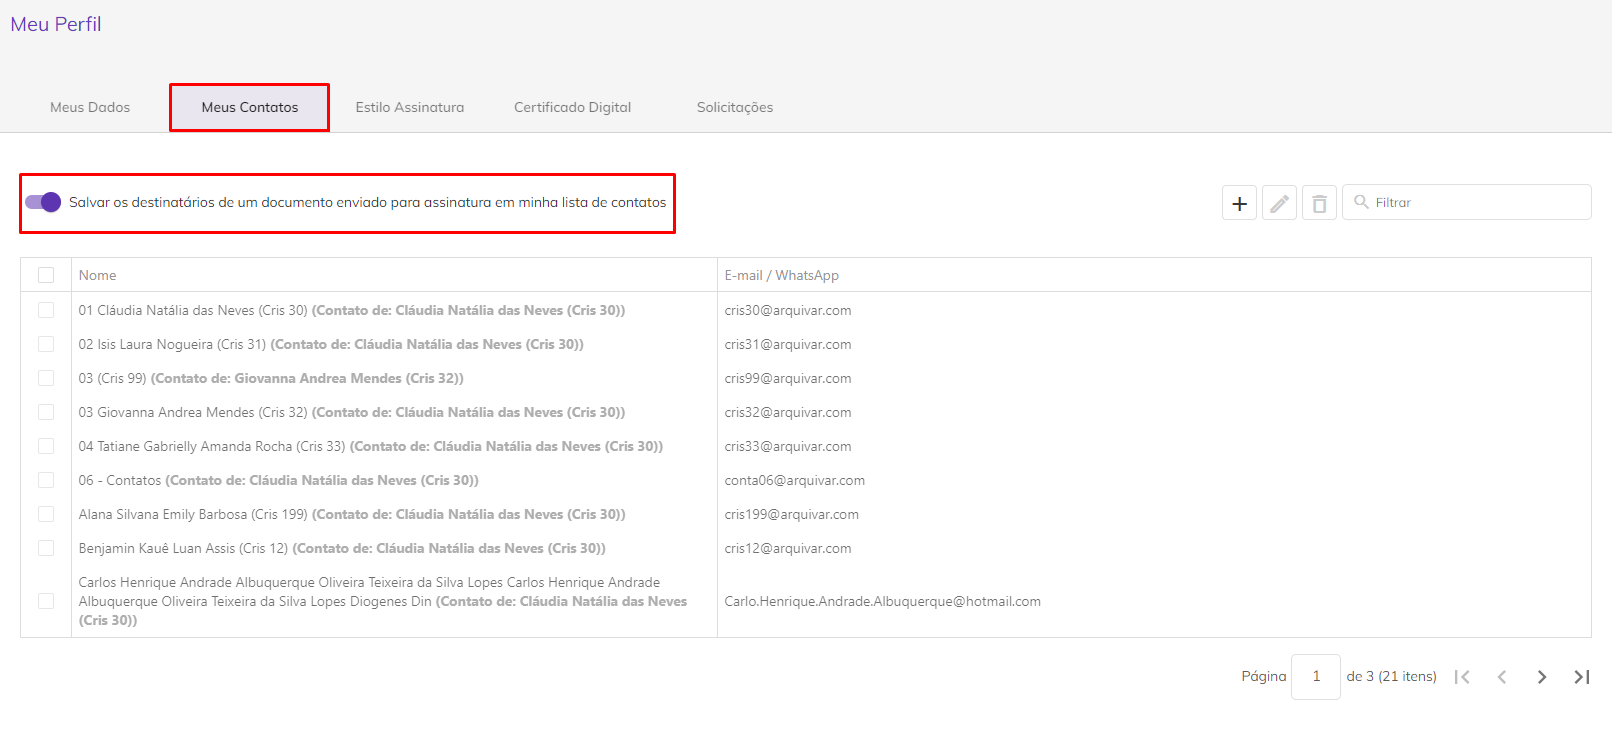 Meu Perfil
Meus Dados
Meus Contatos
Estilo Assinatura
Certificado Digital
Solicitações
Salvar os destinatários de um documento enviado para assinatura em minha lista de contatos
Filtrar
Nome
E-mail / WhatsApp
01 Cláudia Natália das Neves (Cris 30) (Contato de: Cláudia Natália das Neves (Cris 30))
cris30@arquivar.com
02 Isis Laura Nogueira (Cris 31) (Contato de: Cláudia Natália das Neves (Cris 30))
cris31@arquivar.com
03 (Cris 99) (Contato de: Giovanna Andrea Mendes (Cris 32))
cris99@arquivar.com
03 Giovanna Andrea Mendes (Cris 32) (Contato de: Cláudia Natália das Neves (Cris 30))
cris32@arquivar.com
04 Tatiane Gabrielly Amanda Rocha (Cris 33) (Contato de: Cláudia Natália das Neves (Cris 30))
cris33@arquivar.com
06 - Contatos (Contato de: Cláudia Natália das Neves (Cris 30))
conta06@arquivar.com
Alana Silvana Emily Barbosa (Cris 199) (Contato de: Cláudia Natália das Neves (Cris 30))
cris199@arquivar.com
Benjamin Kauê Luan Assis (Cris 12) (Contato de: Cláudia Natália das Neves (Cris 30))
cris12@arquivar.com
Carlos Henrique Andrade Albuquerque Oliveira Teixeira da Silva Lopes Carlos Henrique Andrade
Albuquerque Oliveira Teixeira da Silva Lopes Diogenes Din (Contato de: Cláudia Natália das Neves
(Cris 30))
Carlo.Henrique.Andrade.Albuquerque@hotmail.com
Página 1 de 3 (21 itens)